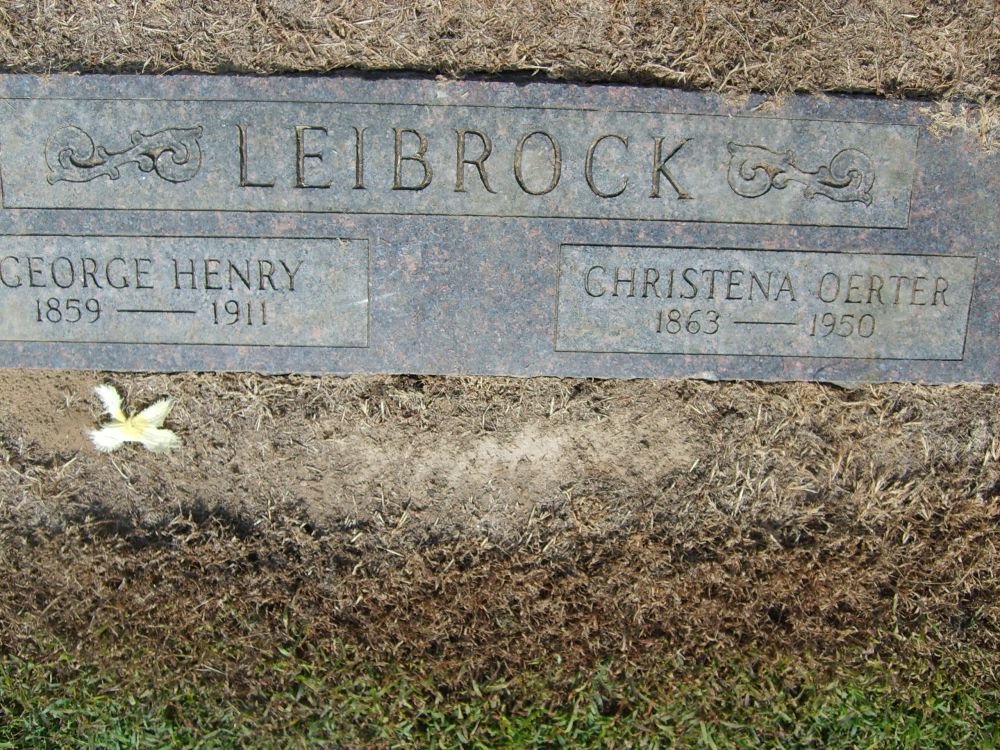 LEIBROCK
GEORGE HENRY
1859 — 1911
CHRISTENA OERTER
1863 — 1950